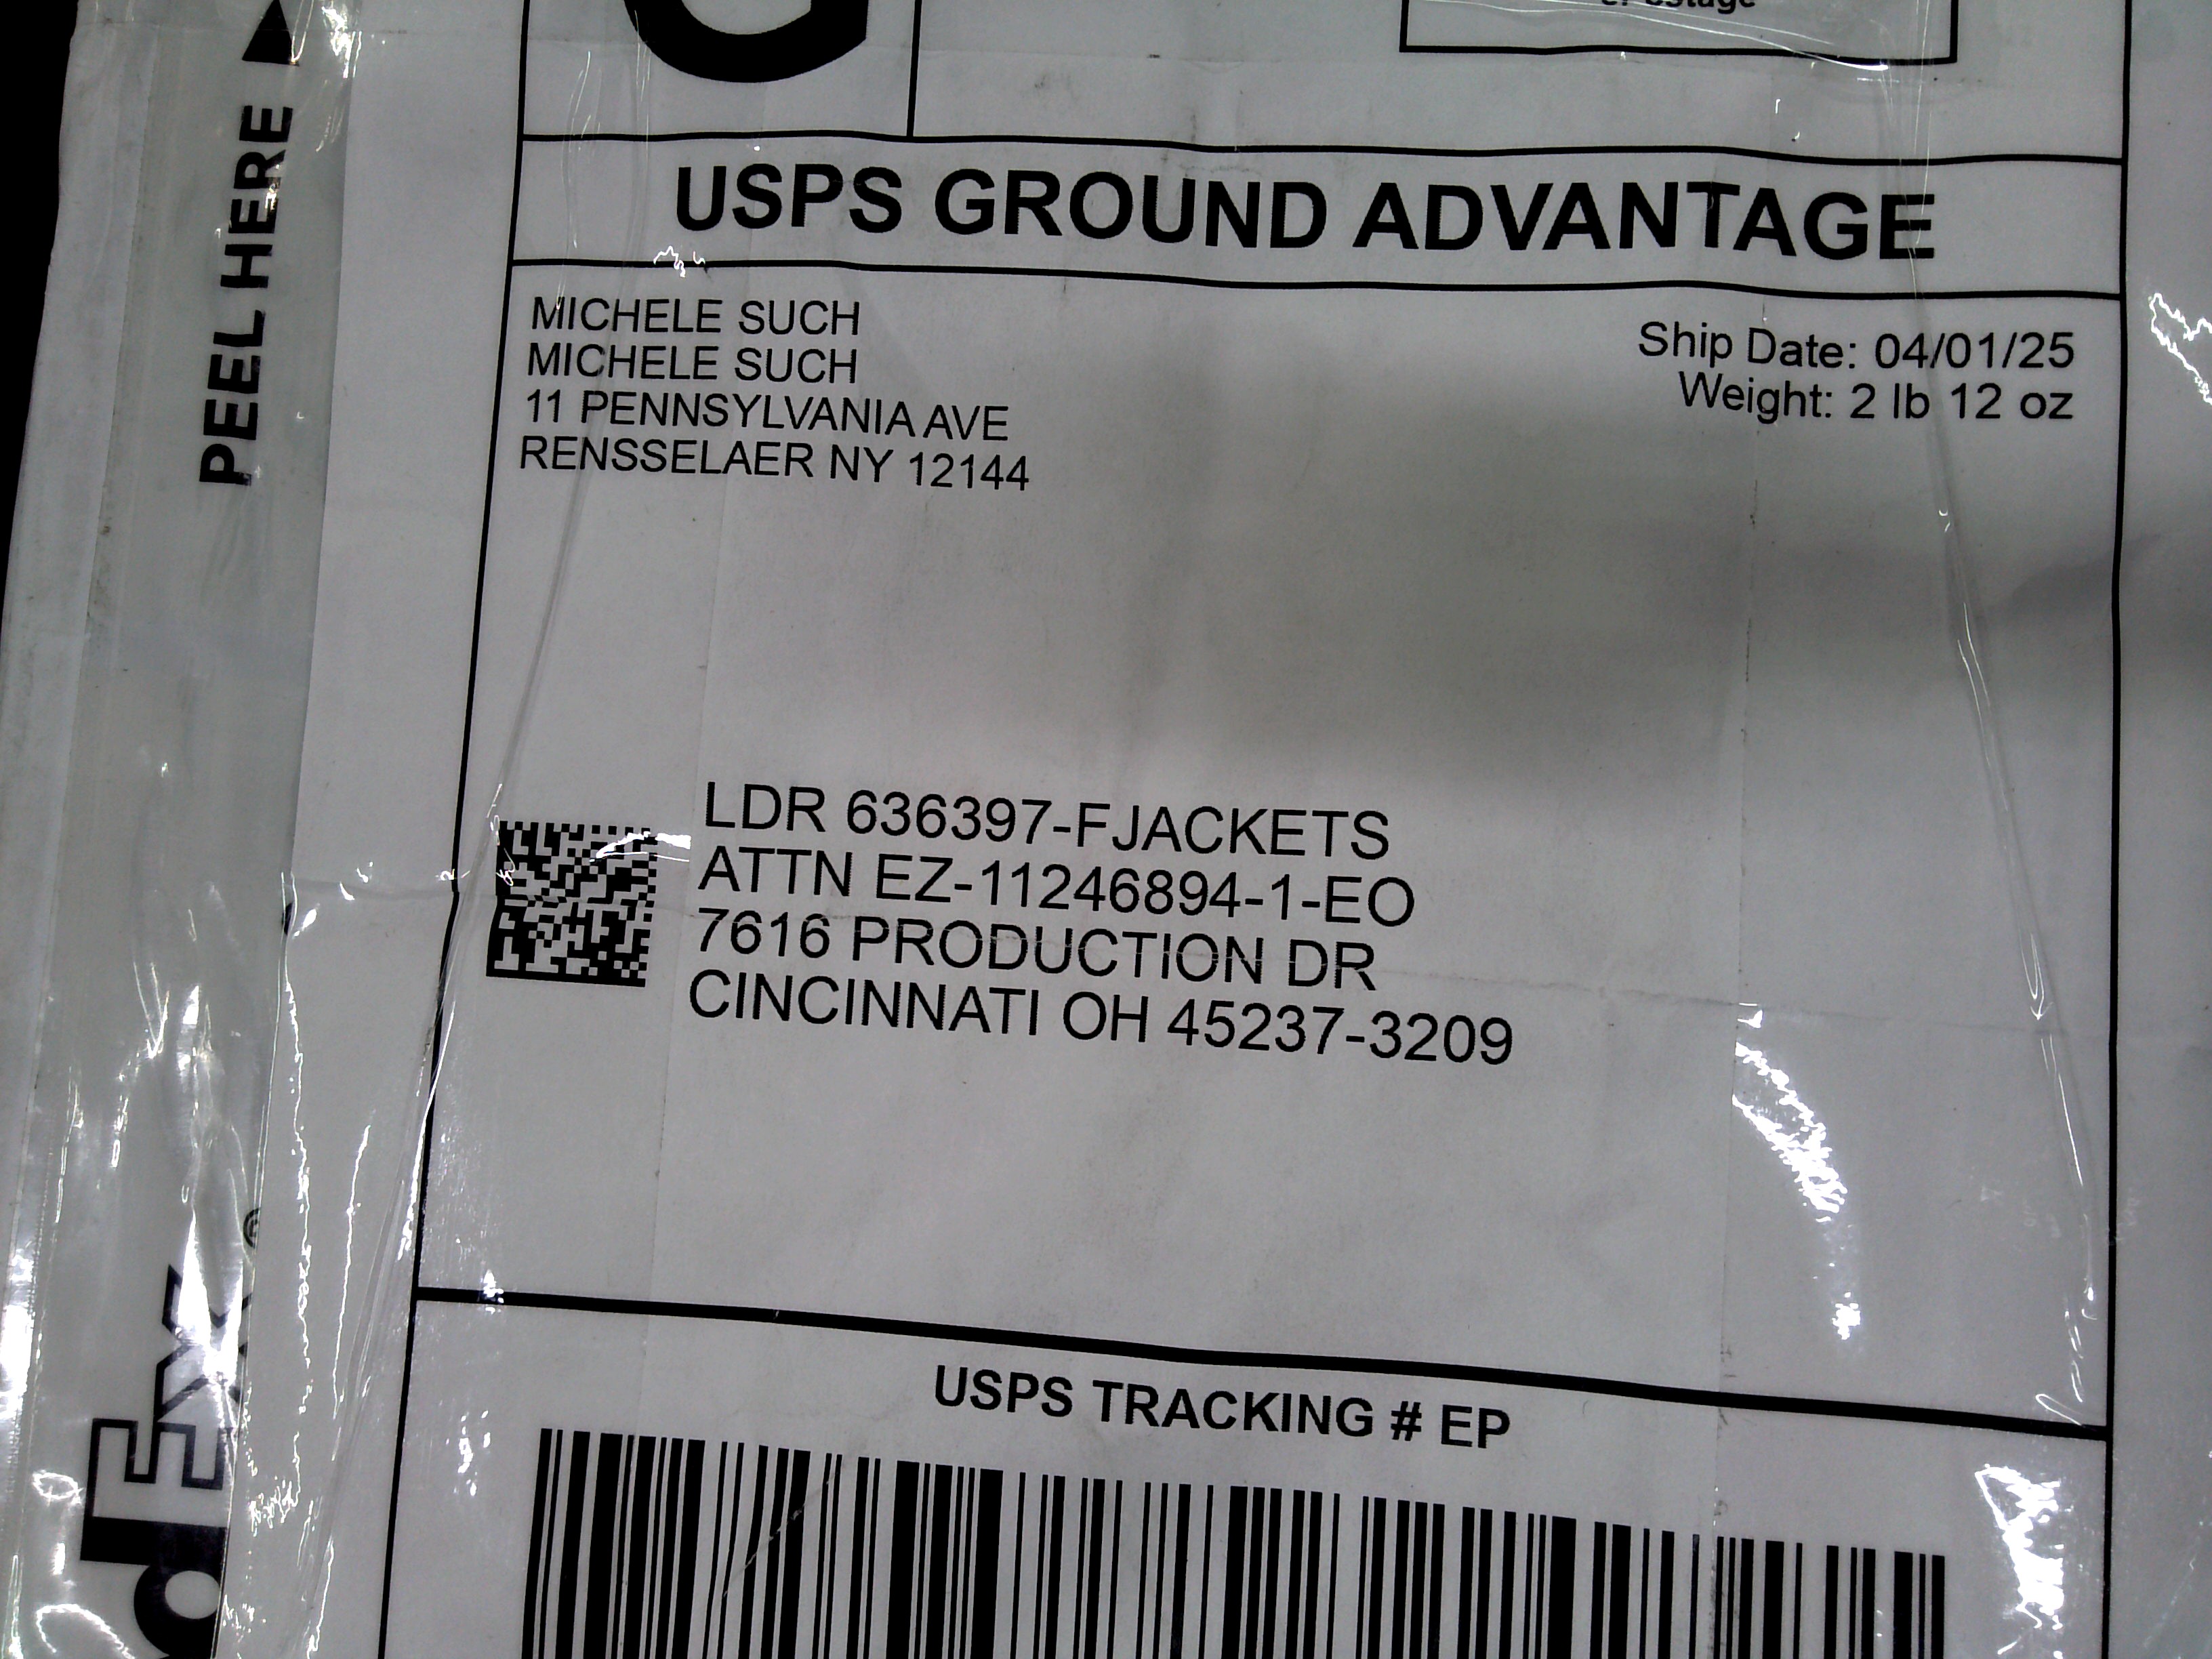 G
USPS GROUND ADVANTAGE
MICHELE SUCH
MICHELE SUCH
11 PENNSYLVANIA AVE
RENSSELAER NY 12144
Ship Date: 04/01/25
Weight: 2 lb 12 oz
LDR 636397-FJACKETS
ATTN EZ-11246894-1-EO
7616 PRODUCTION DR
CINCINNATI OH 45237-3209
USPS TRACKING # EP
PEEL HERE
dEx®